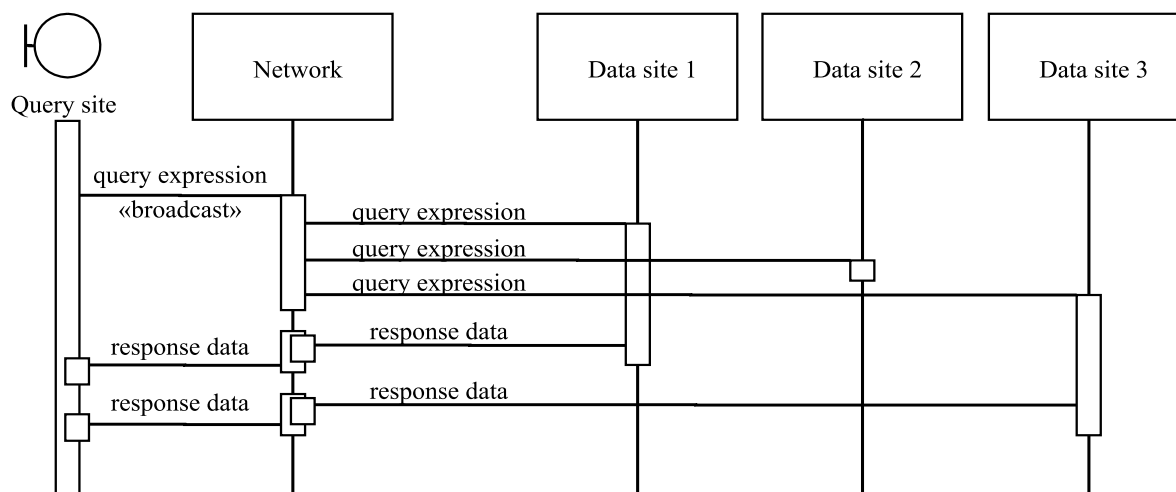 Network
Data site 1
Data site 2
Data site 3
Query site
query expression
«broadcast»
query expression
query expression
query expression
response data
response data
response data
response data